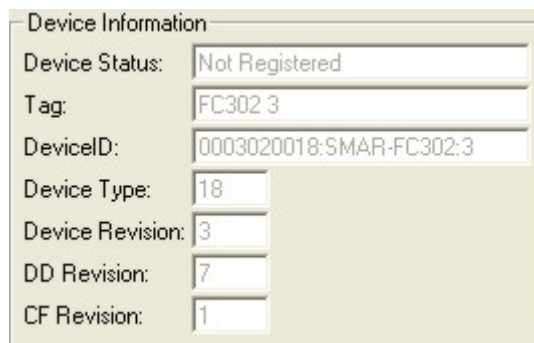 Device Information
Device Status: Not Registered
Tag: FC302 3
DeviceID: 0003020018:SMAR-FC302:3
Device Type: 18
Device Revision: 3
DD Revision: 7
CF Revision: 1